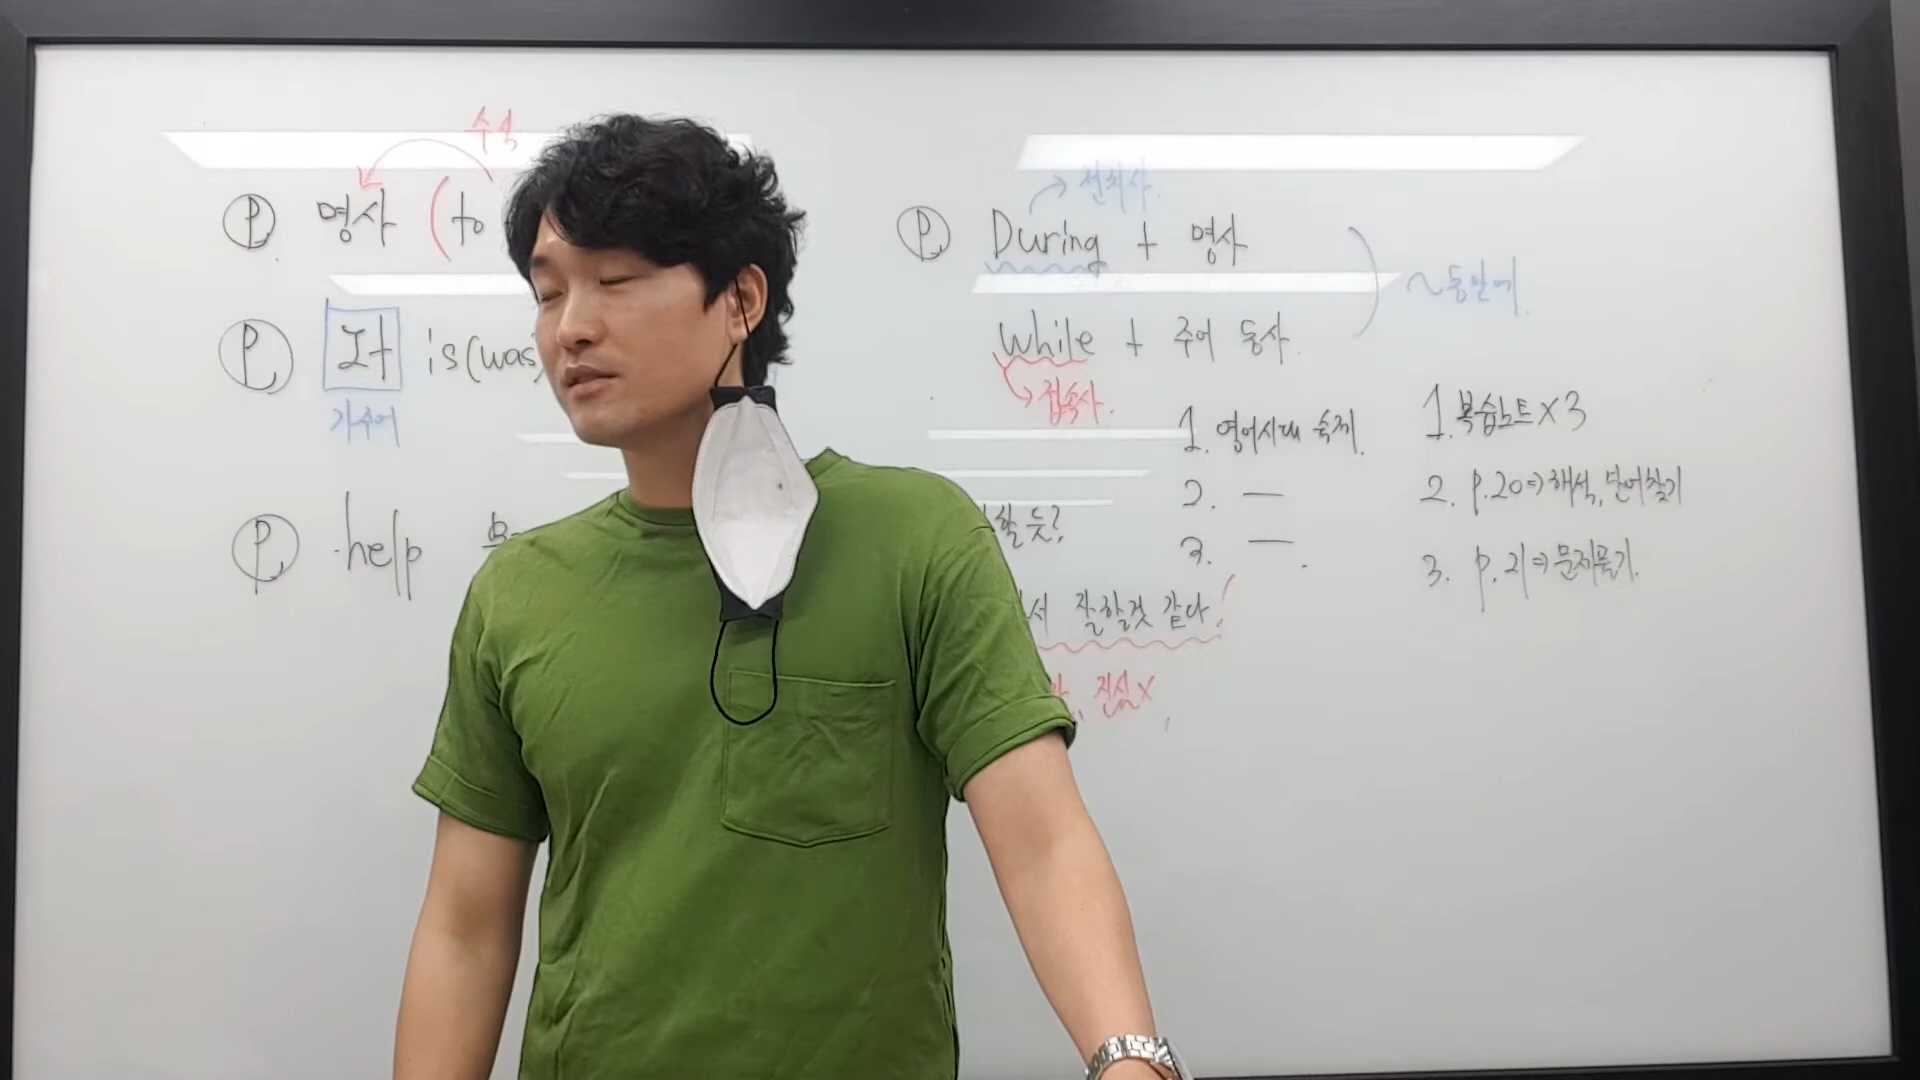 수식
Ⓟ 명사 (to
Ⓟ It is(was)
가주어
Ⓟ help
전치사.
Ⓟ During + 명사
while + 주어 동사.
~동안에.
접속사.
1. 영어시대 숙제.
2. —
3. —.
1. 복습노트 x 3
2. p.20 ⇒ 해석, 단어찾기
3. p.21 ⇒ 문제풀기.
할 듯?
서 잘할것 같다!
진심 x